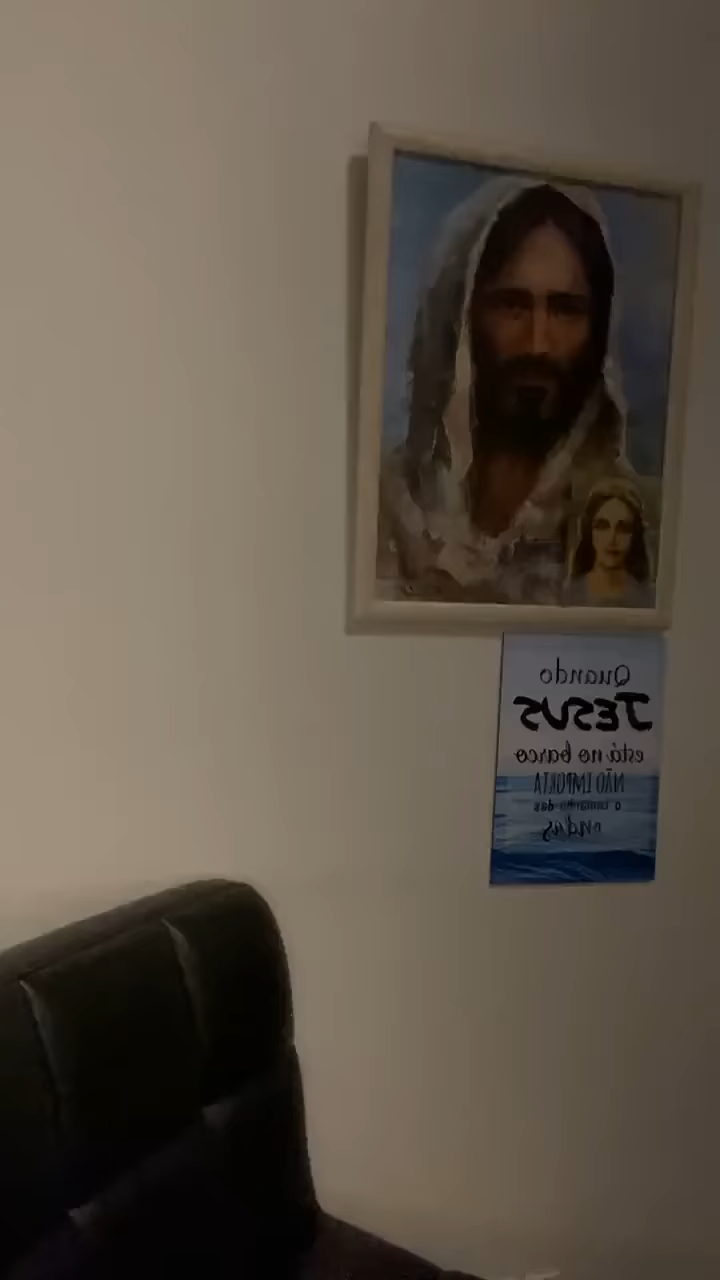 Quando
JESUS
está no barco
NÃO IMPORTA
o tamanho das
ondas